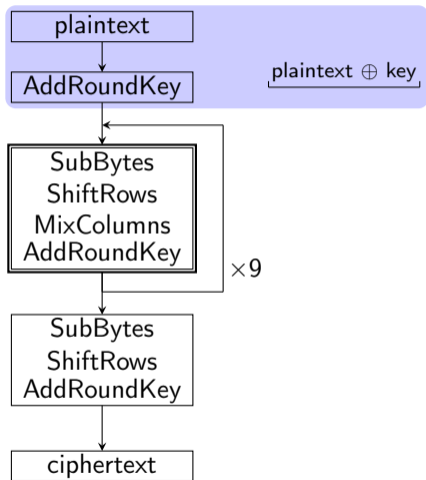 plaintext
AddRoundKey
plaintext ⊕ key
SubBytes
ShiftRows
MixColumns
AddRoundKey
×9
SubBytes
ShiftRows
AddRoundKey
ciphertext